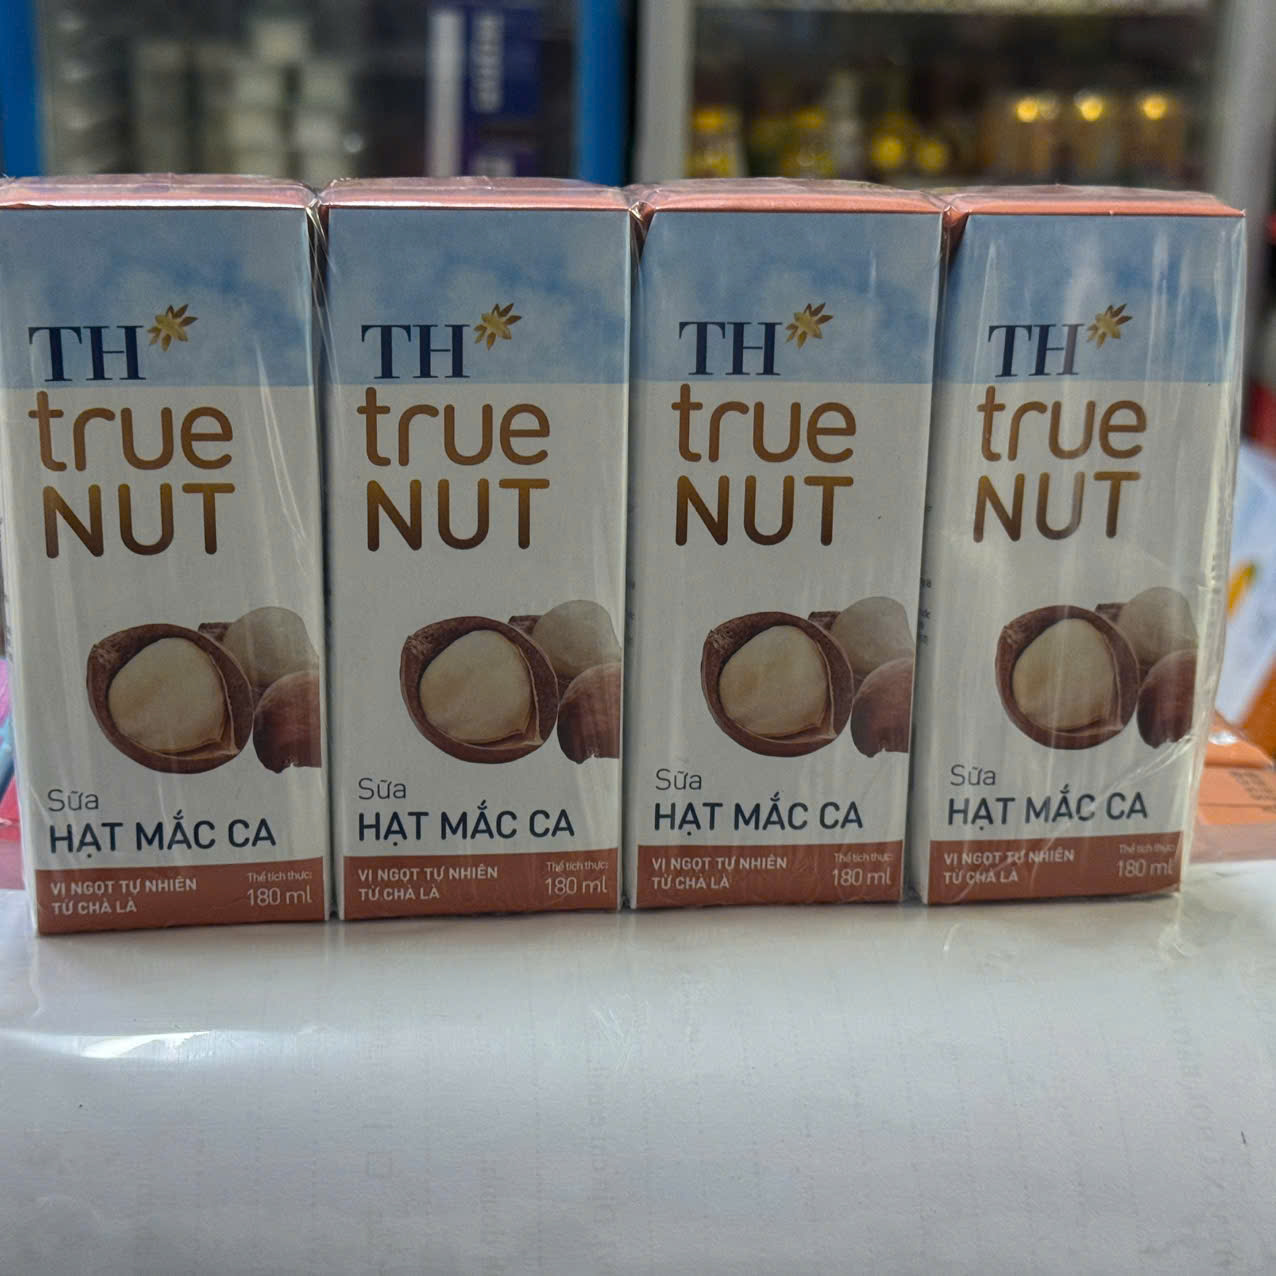 TH
true
NUT
Sữa
HẠT MẮC CA
VỊ NGỌT TỰ NHIÊN
TỪ CHÀ LÀ
Thể tích thực:
180 ml
TH
true
NUT
Sữa
HẠT MẮC CA
VỊ NGỌT TỰ NHIÊN
TỪ CHÀ LÀ
Thể tích thực:
180 ml
TH
true
NUT
Sữa
HẠT MẮC CA
VỊ NGỌT TỰ NHIÊN
TỪ CHÀ LÀ
Thể tích thực:
180 ml
TH
true
NUT
Sữa
HẠT MẮC CA
VỊ NGỌT TỰ NHIÊN
TỪ CHÀ LÀ
Thể tích thực:
180 ml